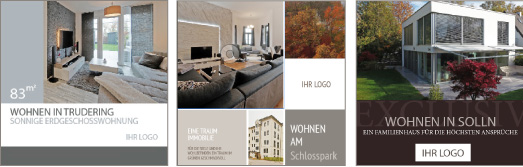 83m²
WOHNEN IN TRUDERING
SONNIGE ERDGESCHOSSWOHNUNG
IHR LOGO
IHR LOGO
EINE TRAUM
IMMOBILIE
WOHNEN
AM
Schlosspark
EXCLUSIV
WOHNEN IN SOLLN
EIN FAMILIENHAUS FÜR DIE HÖCHSTEN ANSPRÜCHE
IHR LOGO